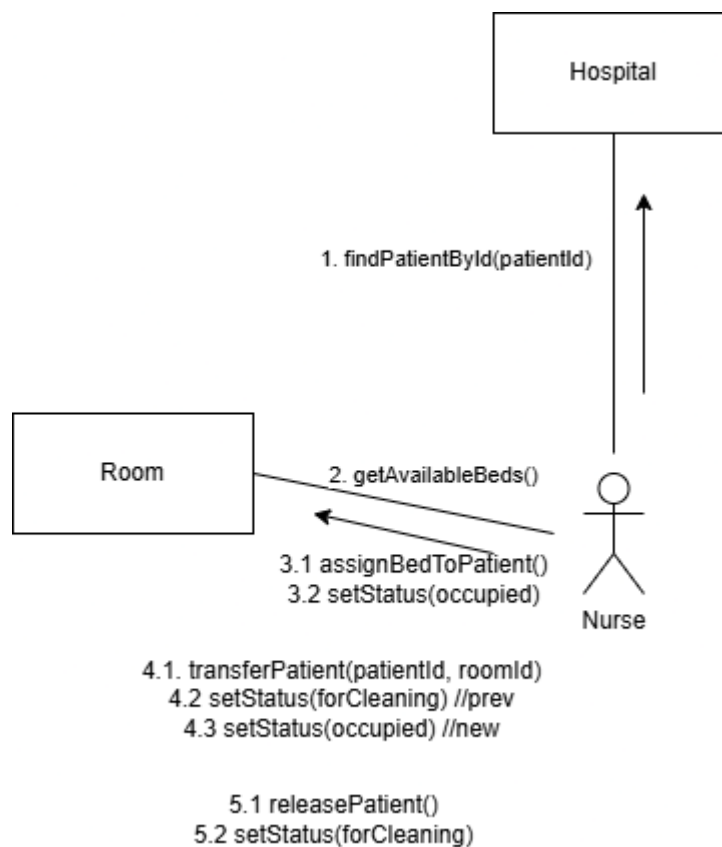 Hospital
1. findPatientById(patientId)
Room
2. getAvailableBeds()
3.1 assignBedToPatient()
3.2 setStatus(occupied)
Nurse
4.1. transferPatient(patientId, roomId)
4.2 setStatus(forCleaning) //prev
4.3 setStatus(occupied) //new
5.1 releasePatient()
5.2 setStatus(forCleaning)